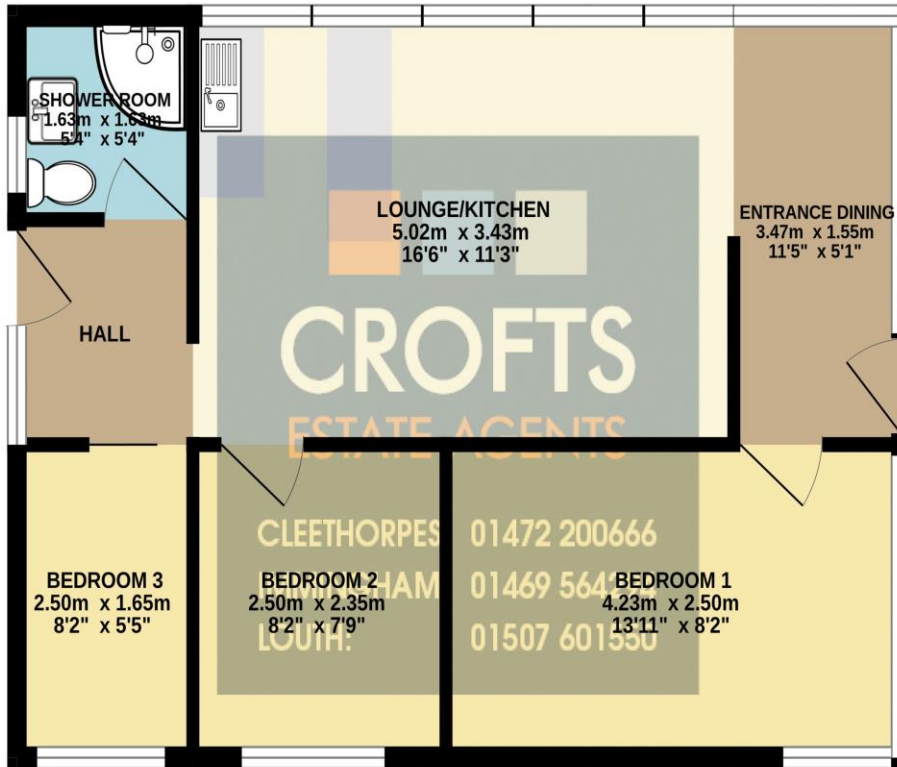 SHOWER ROOM
1.63m x 1.63m
5'4" x 5'4"
LOUNGE/KITCHEN
5.02m x 3.43m
16'6" x 11'3"
ENTRANCE DINING
3.47m x 1.55m
11'5" x 5'1"
HALL
CROFTS
ESTATE AGENTS
CLEETHORPES 01472 200666
01469
LOUTH: 01507 601550
BEDROOM 3
2.50m x 1.65m
8'2" x 5'5"
BEDROOM 2
2.50m x 2.35m
8'2" x 7'9"
BEDROOM 1
4.23m x 2.50m
13'11" x 8'2"